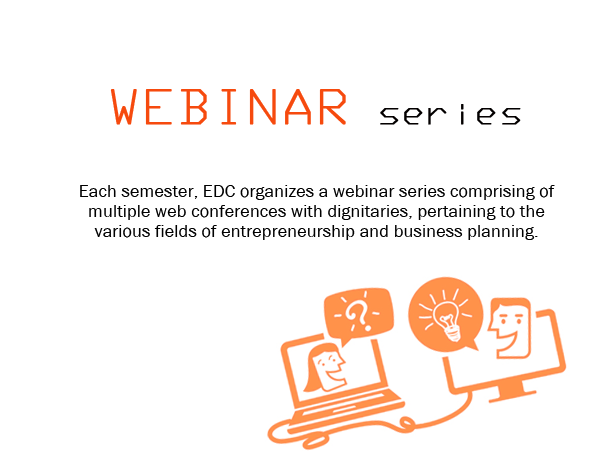 WEBINAR series
Each semester, EDC organizes a webinar series comprising of
multiple web conferences with dignitaries, pertaining to the
various fields of entrepreneurship and business planning.
?